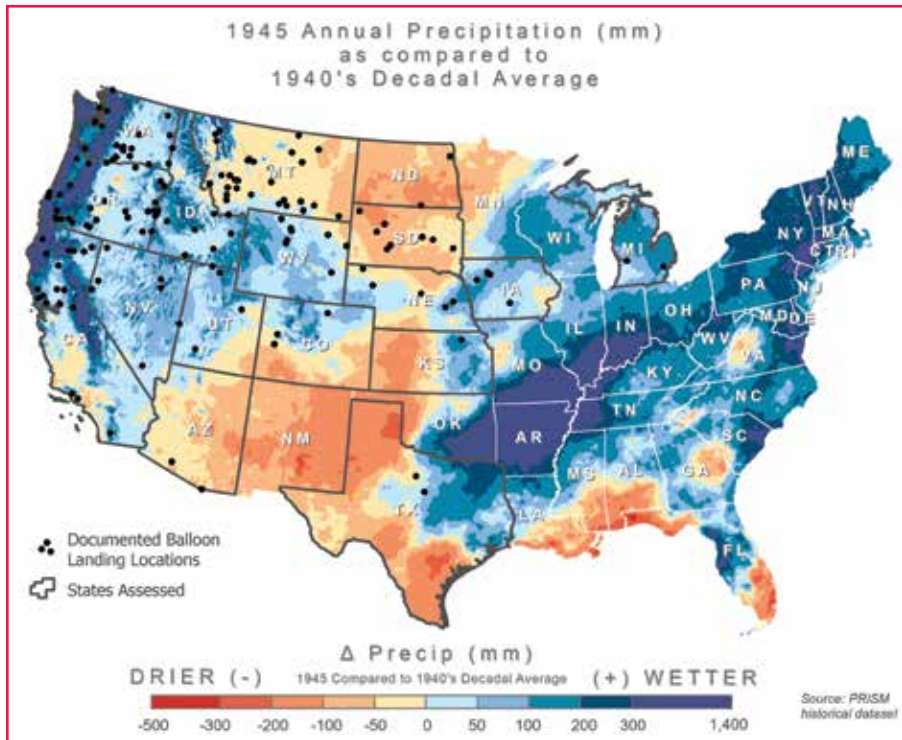 1945 Annual Precipitation (mm)
as compared to
1940's Decadal Average
WA
MT
ND
MN
ME
OR
ID
SD
WI
MI
VT
NH
NY
MA
CT
RI
WY
IA
PA
NJ
NE
NV
UT
CO
IL
IN
OH
MD
DE
WV
VA
CA
KS
MO
KY
NC
TN
AZ
NM
OK
AR
SC
MS
AL
GA
TX
LA
FL
Documented Balloon
Landing Locations
States Assessed
Δ Precip (mm)
DRIER (-) 1945 Compared to 1940's Decadal Average (+) WETTER
-500 -300 -200 -100 -50 0 50 100 200 300 1,400
Source: PRISM
historical dataset